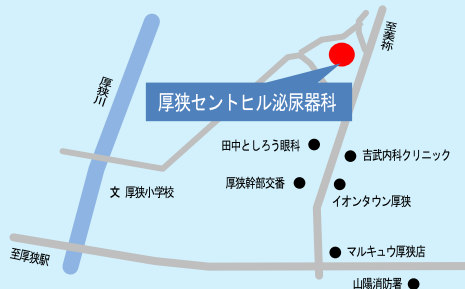 至美祢
厚狭川
厚狭セントヒル泌尿器科
田中としろう眼科
吉武内科クリニック
厚狭幹部交番
文 厚狭小学校
イオンタウン厚狭
至厚狭駅
マルキュウ厚狭店
山陽消防署